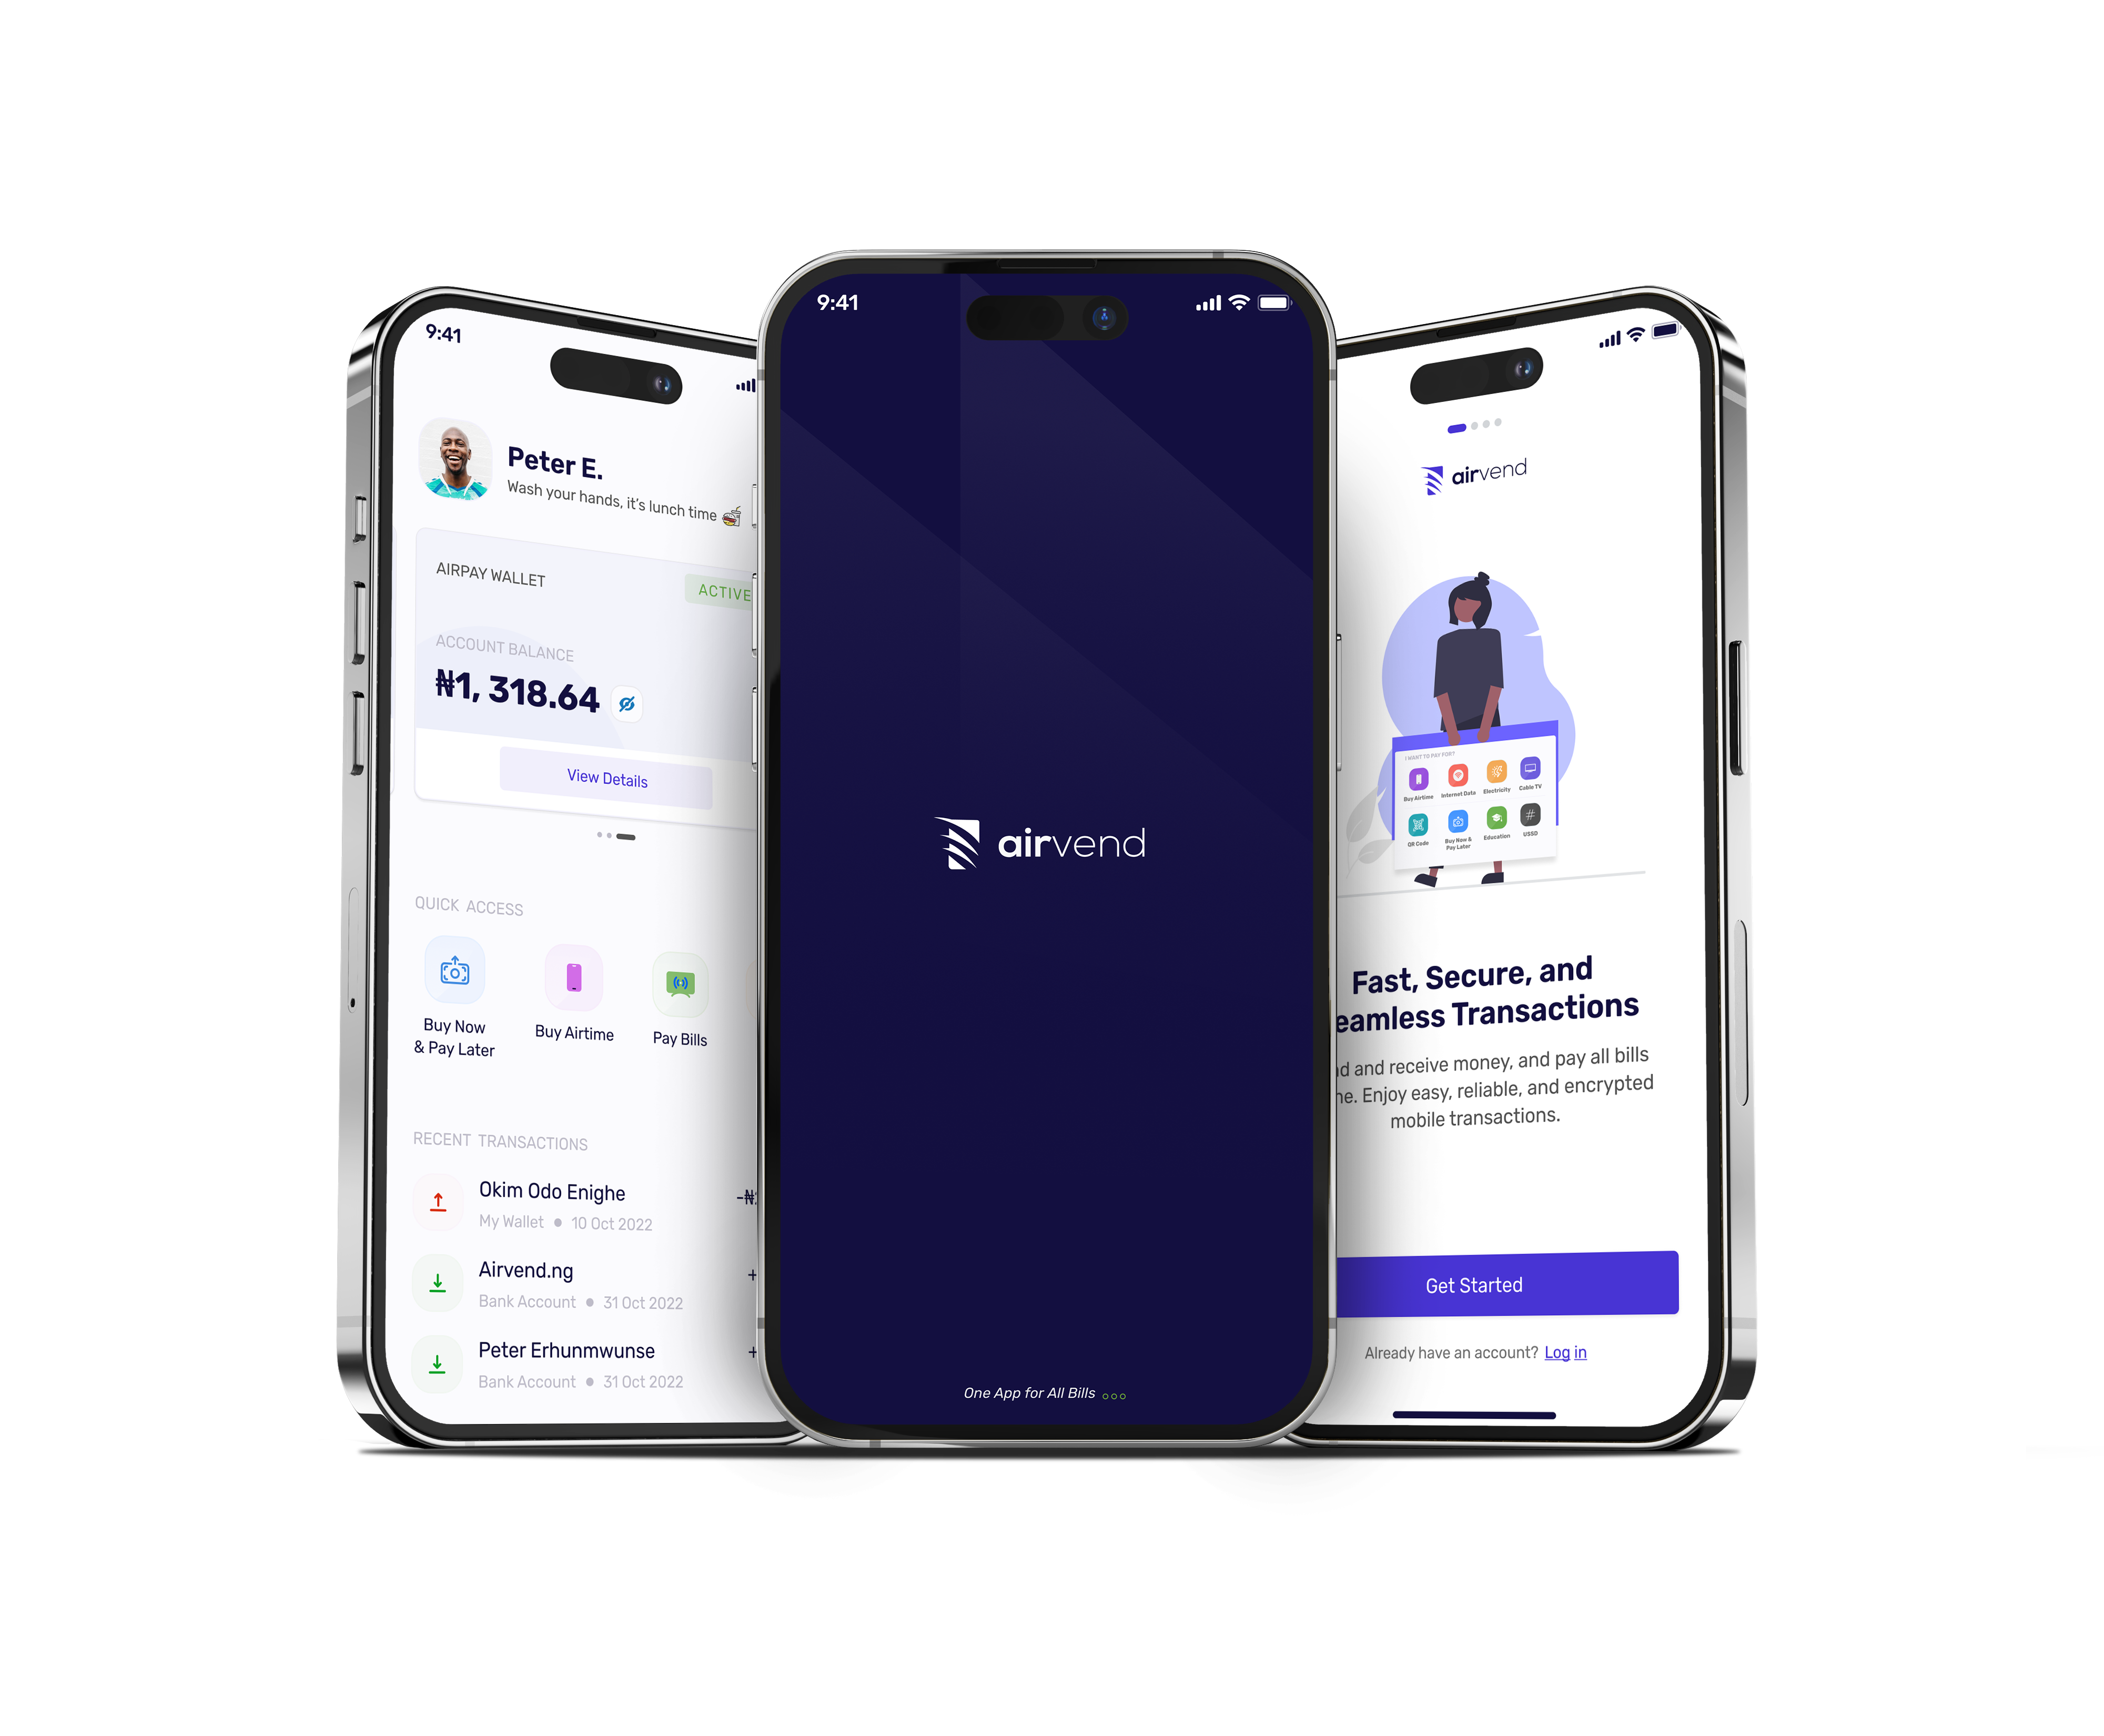 9:41
Peter E.
Wash your hands, it's lunch time
AIRPAY WALLET
ACTIVE
ACCOUNT BALANCE
₦1, 318.64
View Details
QUICK ACCESS
Buy Now
& Pay Later
Buy Airtime
Pay Bills
RECENT TRANSACTIONS
Okim Odo Enighe
-₦
My Wallet ● 10 Oct 2022
Airvend.ng
+
Bank Account ● 31 Oct 2022
Peter Erhunmwunse
+
Bank Account ● 31 Oct 2022
9:41
airvend
One App for All Bills
airvend
I WANT TO PAY FOR?
Buy Airtime
Internet Data
Electricity
Cable TV
QR Code
Buy Now &
Pay Later
Education
USSD
#
Fast, Secure, and
eamless Transactions
d and receive money, and pay all bills
ne. Enjoy easy, reliable, and encrypted
mobile transactions.
Get Started
Already have an account? Log in